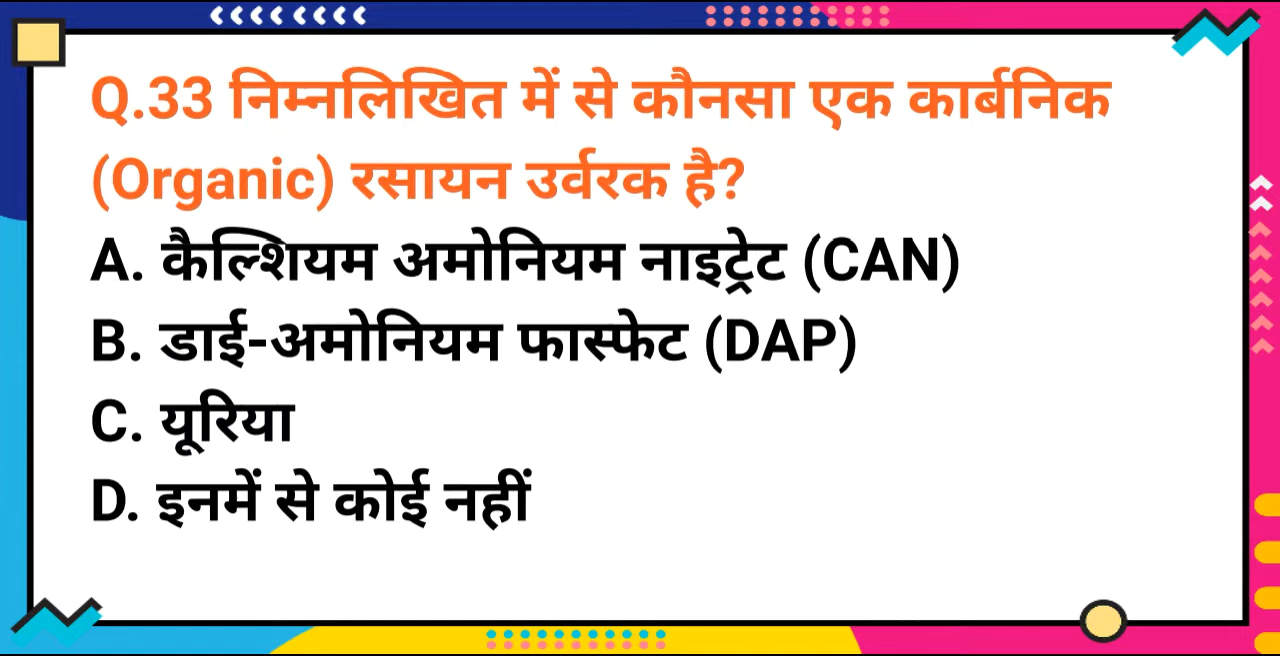 Q.33 निम्नलिखित में से कौनसा एक कार्बनिक
(Organic) रसायन उर्वरक है?
A. कैल्शियम अमोनियम नाइट्रेट (CAN)
B. डाई-अमोनियम फास्फेट (DAP)
C. यूरिया
D. इनमें से कोई नहीं